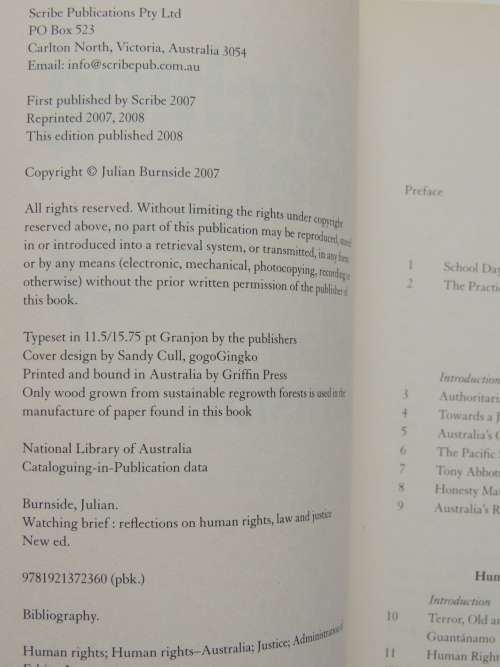 Scribe Publications Pty Ltd
PO Box 523
Carlton North, Victoria, Australia 3054
Email: info@scribepub.com.au
First published by Scribe 2007
Reprinted 2007, 2008
This edition published 2008
Copyright © Julian Burnside 2007
All rights reserved. Without limiting the rights under copyright
reserved above, no part of this publication may be reproduced, stored
in or introduced into a retrieval system, or transmitted, in any form
or by any means (electronic, mechanical, photocopying, recording or
otherwise) without the prior written permission of the publisher of
this book.
Typeset in 11.5/15.75 pt Granjon by the publishers
Cover design by Sandy Cull, gogoGingko
Printed and bound in Australia by Griffin Press
Only wood grown from sustainable regrowth forests is used in the
manufacture of paper found in this book
National Library of Australia
Cataloguing-in-Publication data
Burnside, Julian.
Watching brief : reflections on human rights, law and justice
New ed.
9781921372360 (pbk.)
Bibliography.
Human rights; Human rights–Australia; Justice; Administration of
Preface
1 School Day
2 The Practi
Introduction
3 Authoritari
4 Towards a J
5 Australia's
6 The Pacific
7 Tony Abbott
8 Honesty Mat
9 Australia's R
Hum
Introduction
10 Terror, Old an
Guantánamo
11 Human Right